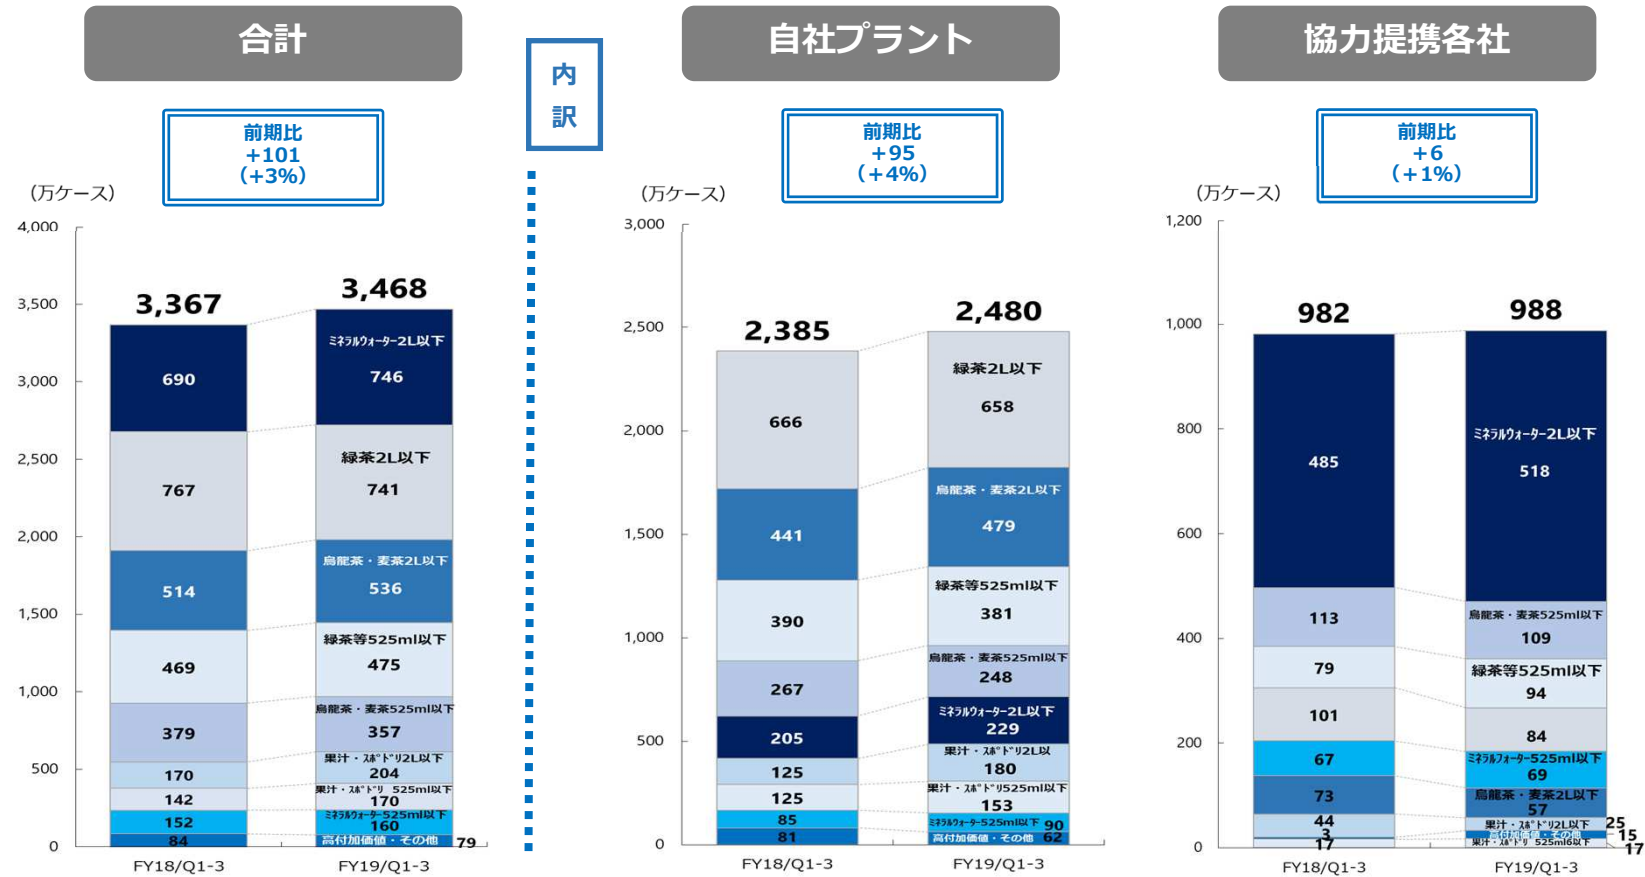 合計
前期比
+101
(+3%)
(万ケース)
4,000
3,500
3,000
2,500
2,000
1,500
1,000
500
0
3,367
690
767
514
469
379
170
142
152
84
FY18/Q1-3
3,468
ミネラルウォーター2L以下
746
緑茶2L以下
741
烏龍茶・麦茶2L以下
536
緑茶等525ml以下
475
烏龍茶・麦茶525ml以下
357
果汁・スポドリ2L以下
204
果汁・スポドリ 525ml以下
170
ミネラルウォーター525ml以下
160
高付加価値・その他 79
FY19/Q1-3
内
訳
自社プラント
前期比
+95
(+4%)
(万ケース)
3,000
2,500
2,000
1,500
1,000
500
0
2,385
666
441
390
267
205
125
125
85
81
FY18/Q1-3
2,480
緑茶2L以下
658
烏龍茶・麦茶2L以下
479
緑茶等525ml以下
381
烏龍茶・麦茶525ml以下
248
ミネラルウォーター2L以下
229
果汁・スポドリ2L以
180
果汁・スポドリ525ml以下
153
ミネラルウォーター525ml以下 90
高付加価値・その他 62
FY19/Q1-3
協力提携各社
前期比
+6
(+1%)
(万ケース)
1,200
1,000
800
600
400
200
0
982
485
113
79
101
67
73
44
3
17
FY18/Q1-3
988
ミネラルウォーター2L以下
518
烏龍茶・麦茶525ml以下
109
緑茶等525ml以下
94
84
ミネラルフォーター525ml以下
69
烏龍茶・麦茶2L以下
57
果汁・スポドリ2L以下 25
高付加価値・その他 15
果汁・スポドリ 525ml6以下 17
FY19/Q1-3